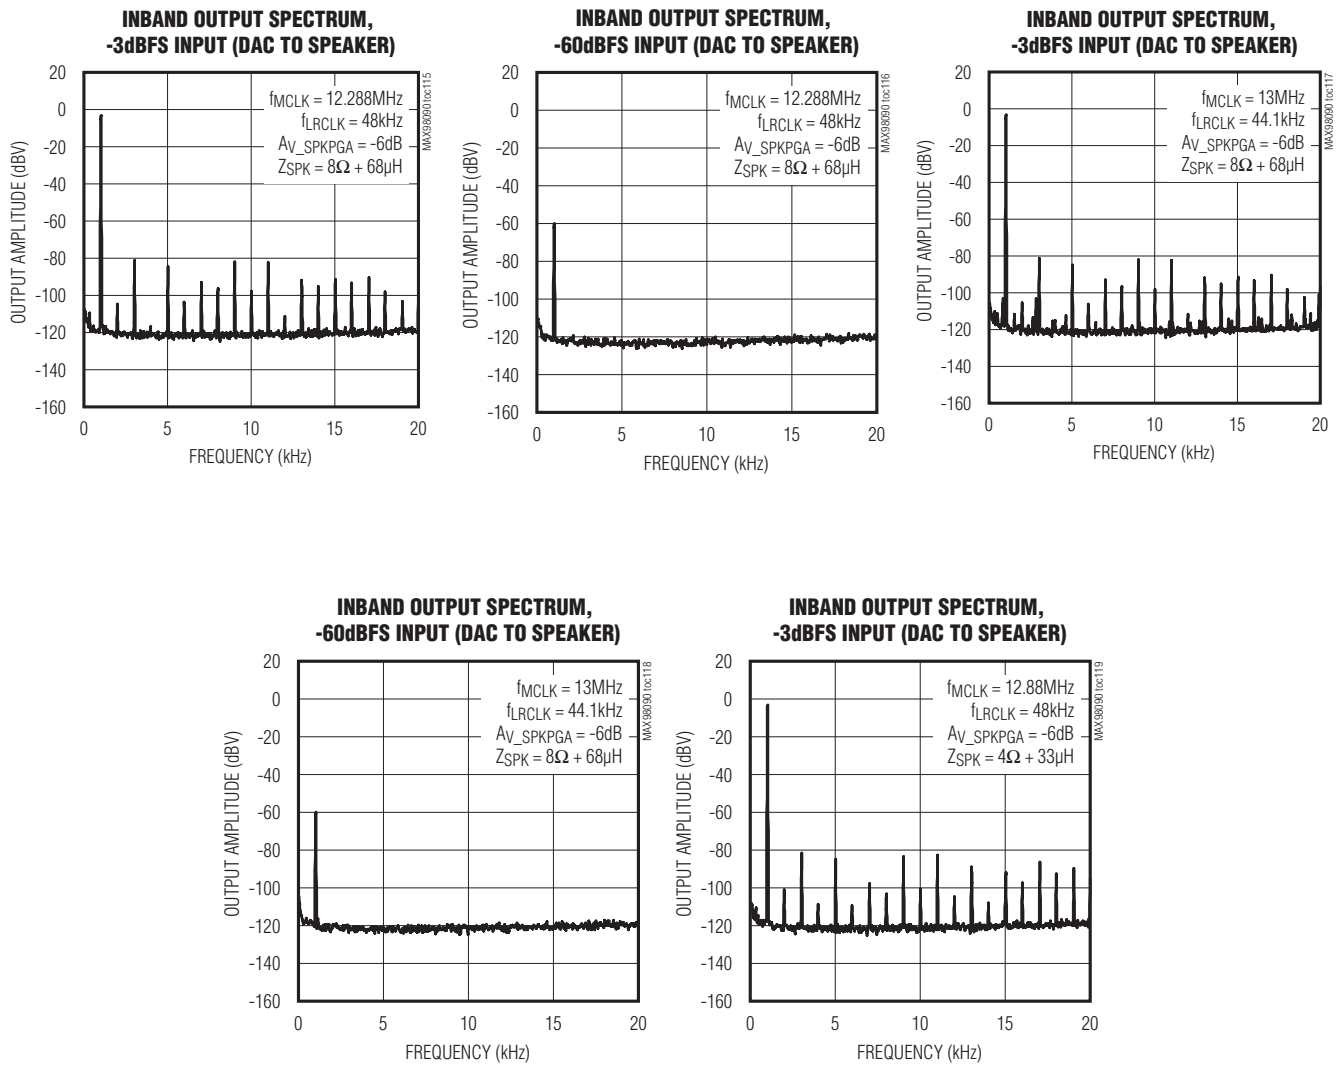 INBAND OUTPUT SPECTRUM,
-3dBFS INPUT (DAC TO SPEAKER)
OUTPUT AMPLITUDE (dBV)
20
0
-20
-40
-60
-80
-100
-120
-140
-160
fMCLK = 12.288MHz
fLRCLK = 48kHz
AV_SPKPGA = -6dB
ZSPK = 8Ω + 68µH
MAX98090 toc115
0 5 10 15 20
FREQUENCY (kHz)
INBAND OUTPUT SPECTRUM,
-60dBFS INPUT (DAC TO SPEAKER)
OUTPUT AMPLITUDE (dBV)
20
0
-20
-40
-60
-80
-100
-120
-140
-160
fMCLK = 12.288MHz
fLRCLK = 48kHz
AV_SPKPGA = -6dB
ZSPK = 8Ω + 68µH
MAX98090 toc116
0 5 10 15 20
FREQUENCY (kHz)
INBAND OUTPUT SPECTRUM,
-3dBFS INPUT (DAC TO SPEAKER)
OUTPUT AMPLITUDE (dBV)
20
0
-20
-40
-60
-80
-100
-120
-140
-160
fMCLK = 13MHz
fLRCLK = 44.1kHz
AV_SPKPGA = -6dB
ZSPK = 8Ω + 68µH
MAX98090 toc117
0 5 10 15 20
FREQUENCY (kHz)
INBAND OUTPUT SPECTRUM,
-60dBFS INPUT (DAC TO SPEAKER)
OUTPUT AMPLITUDE (dBV)
20
0
-20
-40
-60
-80
-100
-120
-140
-160
fMCLK = 13MHz
fLRCLK = 44.1kHz
AV_SPKPGA = -6dB
ZSPK = 8Ω + 68µH
MAX98090 toc118
0 5 10 15 20
FREQUENCY (kHz)
INBAND OUTPUT SPECTRUM,
-3dBFS INPUT (DAC TO SPEAKER)
OUTPUT AMPLITUDE (dBV)
20
0
-20
-40
-60
-80
-100
-120
-140
-160
fMCLK = 12.88MHz
fLRCLK = 48kHz
AV_SPKPGA = -6dB
ZSPK = 4Ω + 33µH
MAX98090 toc119
0 5 10 15 20
FREQUENCY (kHz)